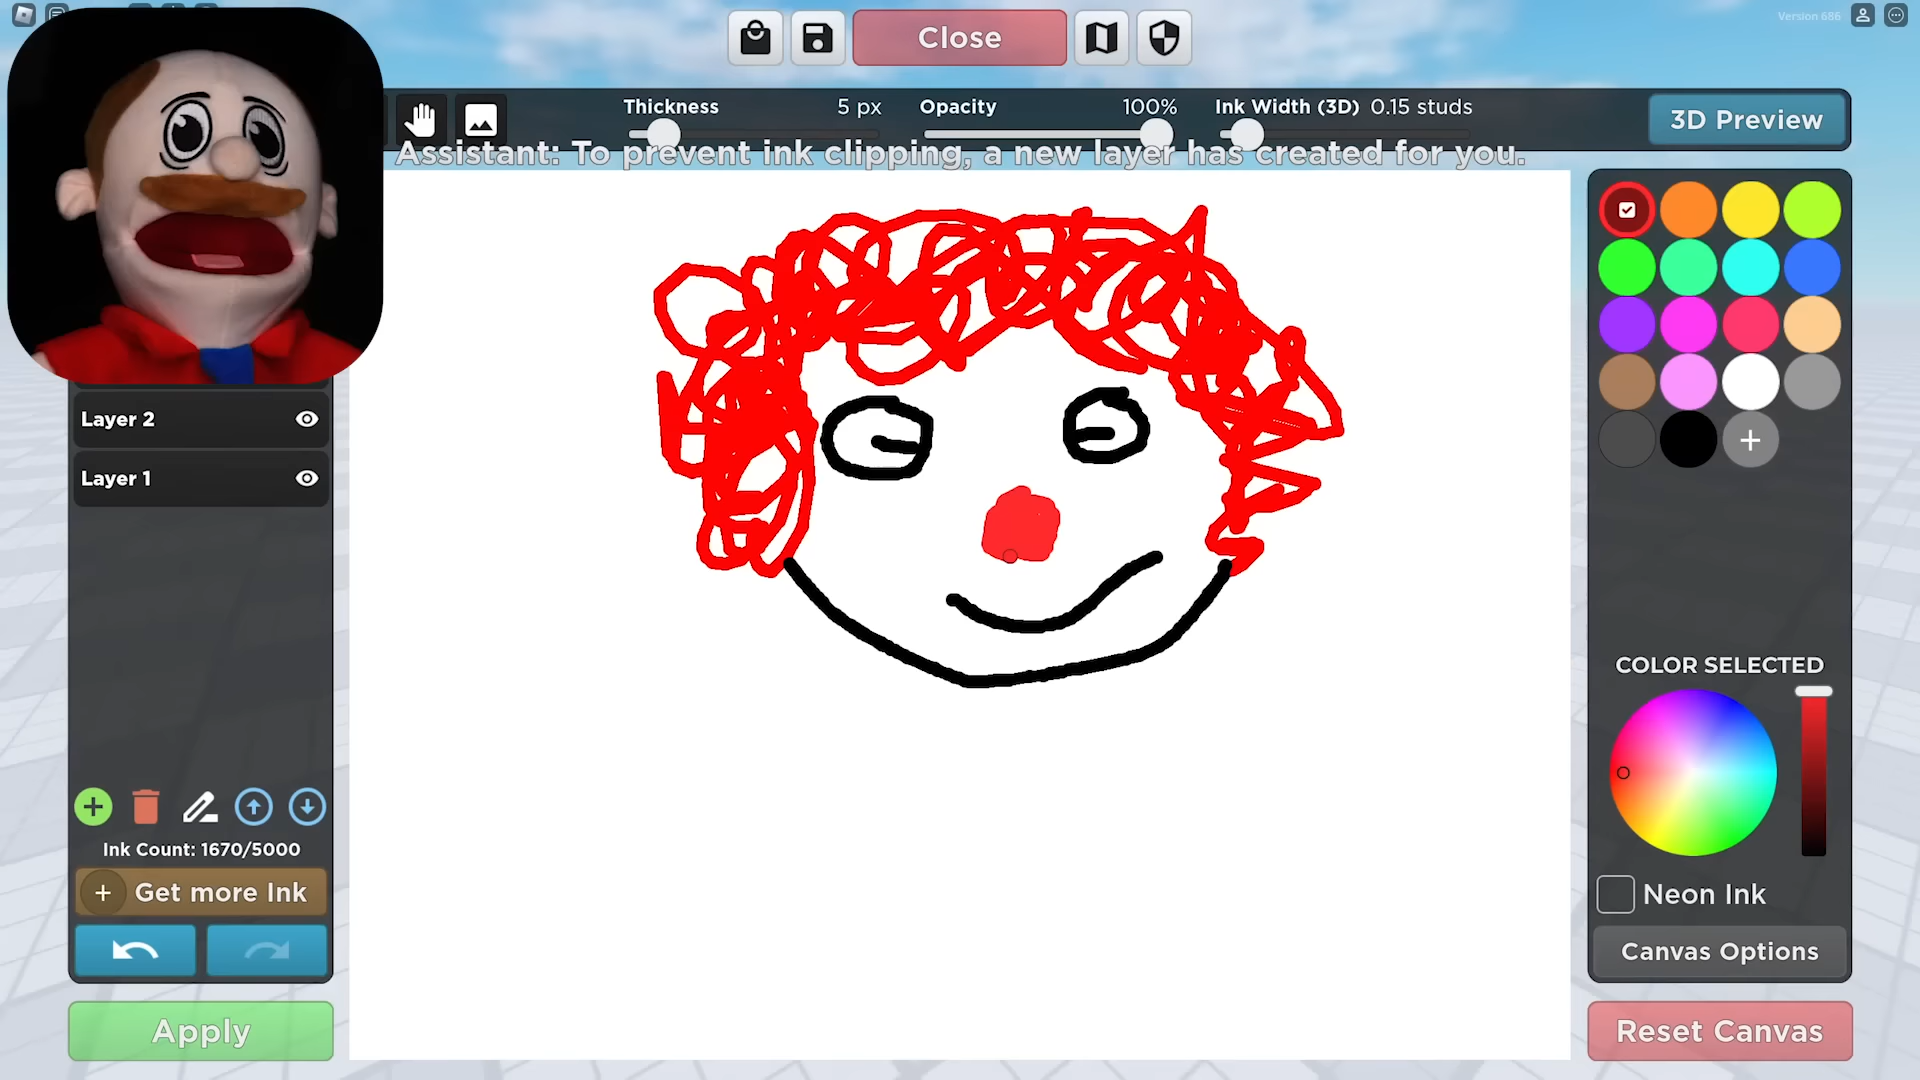 Version 686
Close
Thickness 5 px Opacity 100% Ink Width (3D) 0.15 studs
3D Preview
Assistant: To prevent ink clipping, a new layer has created for you.
Layer 2
Layer 1
COLOR SELECTED
Ink Count: 1670/5000
+ Get more Ink
Neon Ink
Canvas Options
Apply
Reset Canvas